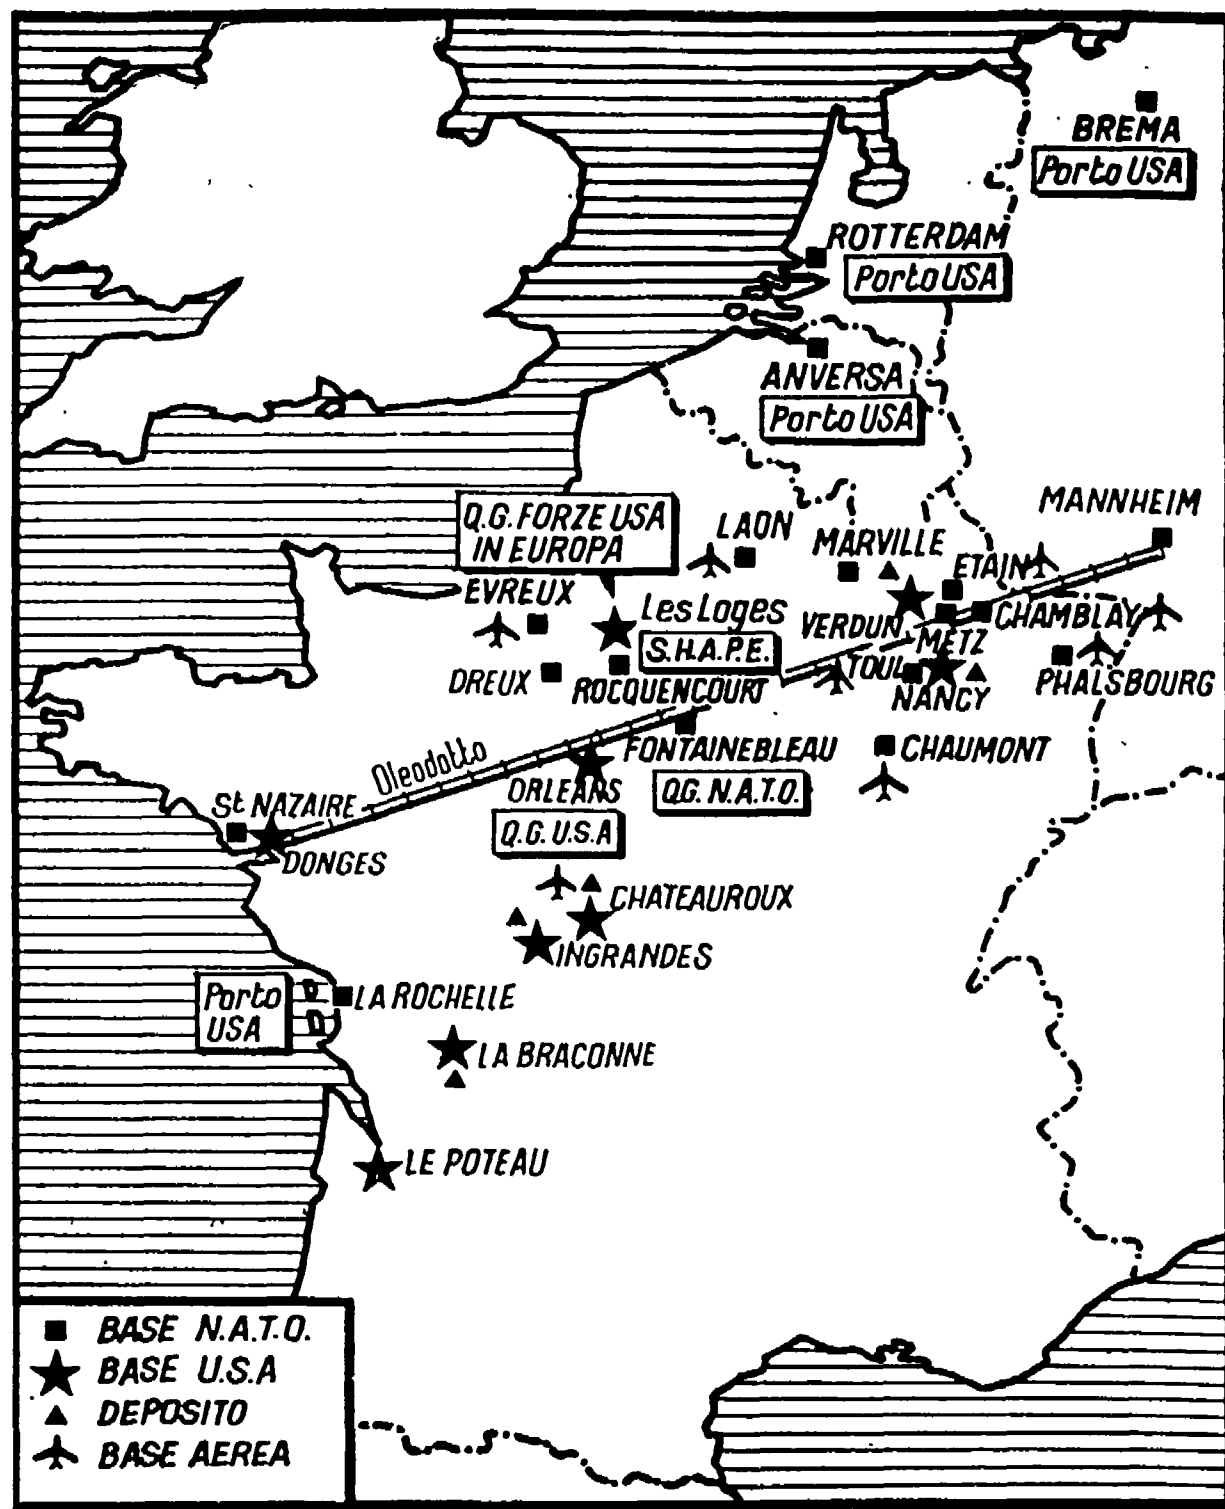 BREMA
Porto USA
ROTTERDAM
Porto USA
ANVERSA
Porto USA
MANNHEIM
Q.G. FORZE USA
IN EUROPA
LAON
MARVILLE
ETAIN
EVREUX
Les Loges
S.H.A.P.E.
VERDUN
CHAMBLAY
METZ
DREUX
ROCQUENCOURT
TOUL
NANCY
PHALSBOURG
Oleodotto
FONTAINEBLEAU
Q.G. N.A.T.O.
CHAUMONT
St NAZAIRE
ORLEANS
Q.G. U.S.A
DONGES
CHATEAUROUX
INGRANDES
Porto
USA
LA ROCHELLE
LA BRACONNE
LE POTEAU
BASE N.A.T.O.
BASE U.S.A
DEPOSITO
BASE AEREA